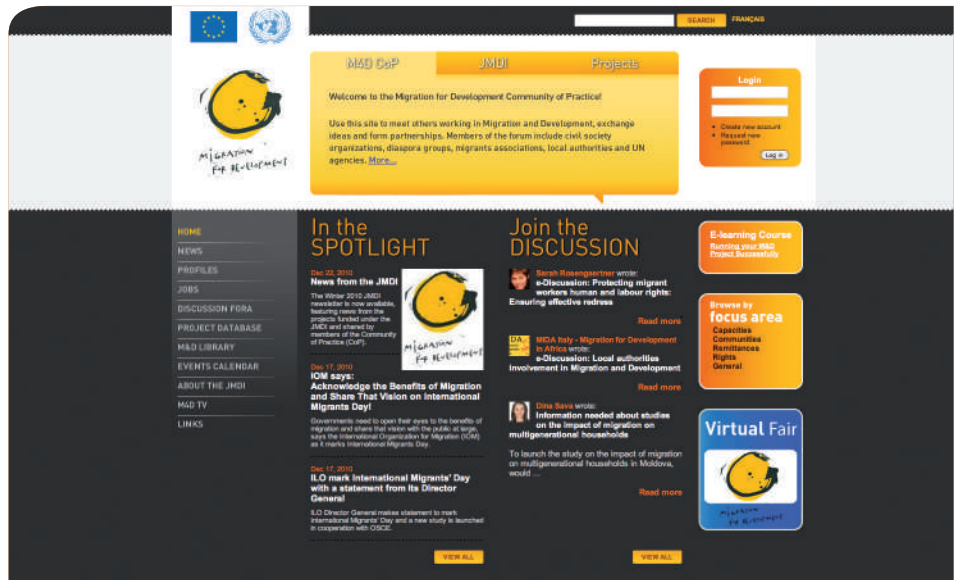 SEARCH
FRANÇAIS
MIGRATION
FOR DEVELOPMENT
M4D CoP
JMDI
Projects
Welcome to the Migration for Development Community of Practice!
Use this site to meet others working in Migration and Development, exchange
ideas and form partnerships. Members of the forum include civil society
organizations, diaspora groups, migrants associations, local authorities and UN
agencies. More...
Login
Create new account
Request new
password
Log in
HOME
NEWS
PROFILES
JOBS
DISCUSSION FORA
PROJECT DATABASE
M4D LIBRARY
EVENTS CALENDAR
ABOUT THE JMDI
M4D TV
LINKS
In the
SPOTLIGHT
Dec 22, 2010
News from the JMDI
The Winter 2010 JMDI
newsletter is now available,
featuring news from the
projects funded under the
JMDI and shared by
members of the Community
of Practice (CoP).
MIGRATION
FOR DEVELOPMENT
Dec 17, 2010
IOM says:
Acknowledge the Benefits of Migration
and Share That Vision on International
Migrants Day!
Governments need to open their eyes to the benefits of
migration and share that vision with the public at large,
says the International Organization for Migration (IOM)
as it marks International Migrants Day.
Dec 17, 2010
ILO mark International Migrants' Day
with a statement from its Director
General
ILO Director General makes statement to mark
International Migrants' Day and a new study is launched
in cooperation with OSCE.
VIEW ALL
Join the
DISCUSSION
Sarah Rosengaertner wrote:
e-Discussion: Protecting migrant
workers human and labour rights:
Ensuring effective redress
Read more
MIDA Italy - Migration for Development
in Africa wrote:
e-Discussion: Local authorities
involvement in Migration and Development
Read more
Dina Sava wrote:
Information needed about studies
on the impact of migration on
multigenerational households
To launch the study on the impact of migration
on multigenerational households in Moldova,
would ...
Read more
VIEW ALL
E-learning Course
Running your M&D
Project Successfully
Browse by
focus area
Capacities
Communities
Remittances
Rights
General
Virtual Fair
MIGRATION
FOR DEVELOPMENT